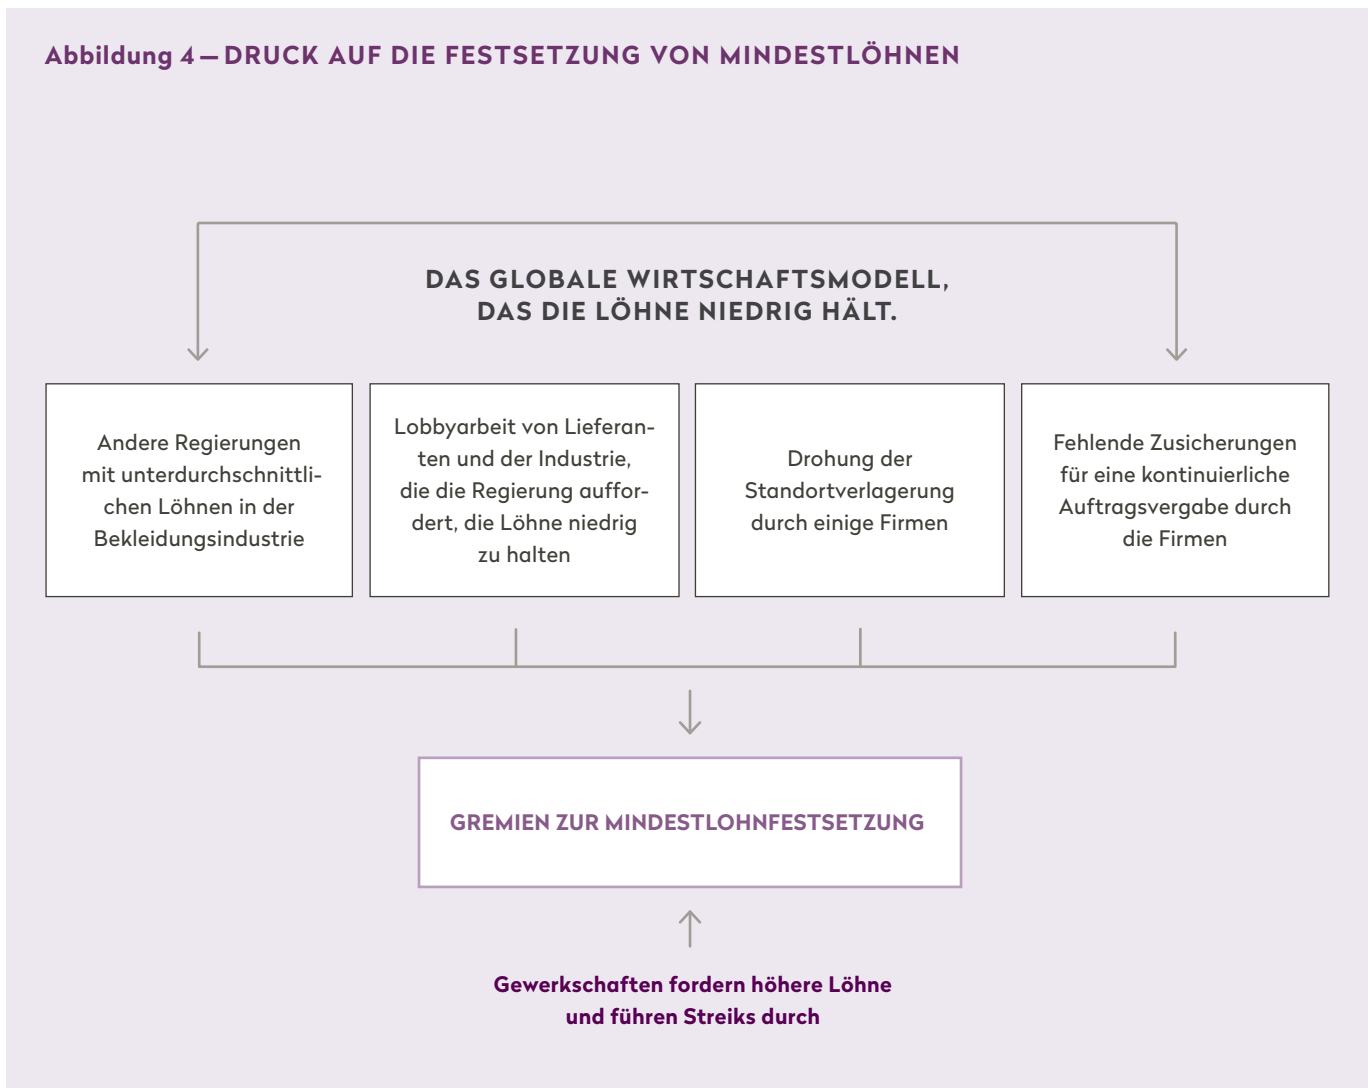 Abbildung 4 — DRUCK AUF DIE FESTSETZUNG VON MINDESTLÖHNEN
DAS GLOBALE WIRTSCHAFTSMODELL,
DAS DIE LÖHNE NIEDRIG HÄLT.
Andere Regierungen
mit unterdurchschnittli-
chen Löhnen in der
Bekleidungsindustrie
Lobbyarbeit von Lieferan-
ten und der Industrie,
die die Regierung auffor-
dert, die Löhne niedrig
zu halten
Drohung der
Standortverlagerung
durch einige Firmen
Fehlende Zusicherungen
für eine kontinuierliche
Auftragsvergabe durch
die Firmen
GREMIEN ZUR MINDESTLOHNFESTSETZUNG
Gewerkschaften fordern höhere Löhne
und führen Streiks durch